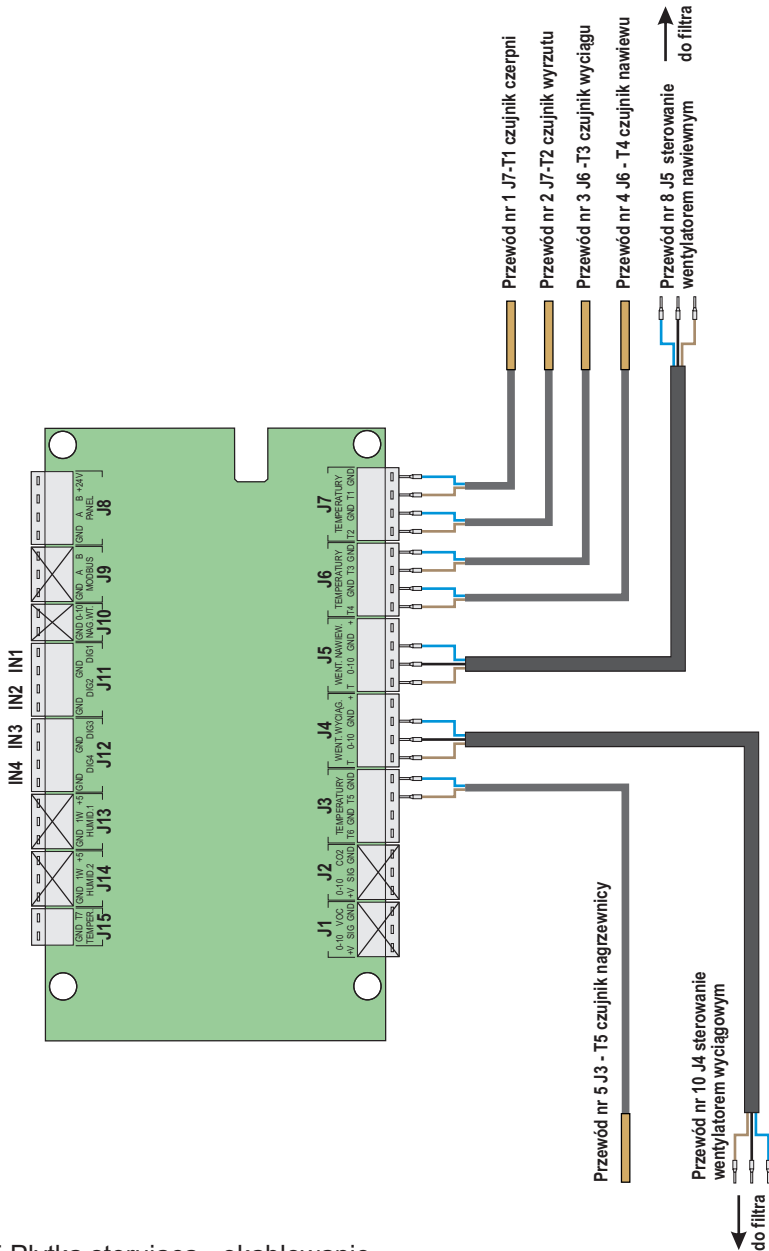 IN4 IN3 IN2 IN1
J15
J14
J13
J12
J11
J10
J9
J8
TEMPER.
HUMID.2
HUMID.1
NAG.WT.
MODBUS
PANEL
GND T7
GND 1W +5
GND 1W +5
GND DIG4 GND DIG3
GND DIG2 GND DIG1
GND 0-10
GND A B
GND A B +24V
J1
J2
J3
J4
J5
J6
J7
0-10 VOC
0-10 CO2
TEMPERATURY
WENT. WYCIĄG.
WENT. NAWIEW.
TEMPERATURY
TEMPERATURY
+V SIG GND
+V SIG GND
T6 GND T5 GND
T 0-10 GND +
T 0-10 GND +
T4 GND T3 GND
T2 GND T1 GND
Przewód nr 1 J7-T1 czujnik czerpni
Przewód nr 2 J7-T2 czujnik wyrzutu
Przewód nr 3 J6 -T3 czujnik wyciągu
Przewód nr 4 J6 - T4 czujnik nawiewu
Przewód nr 8 J5 sterowanie
wentylatorem nawiewnym
do filtra
Przewód nr 5 J3 - T5 czujnik nagrzewnicy
Przewód nr 10 J4 sterowanie
wentylatorem wyciągowym
do filtra